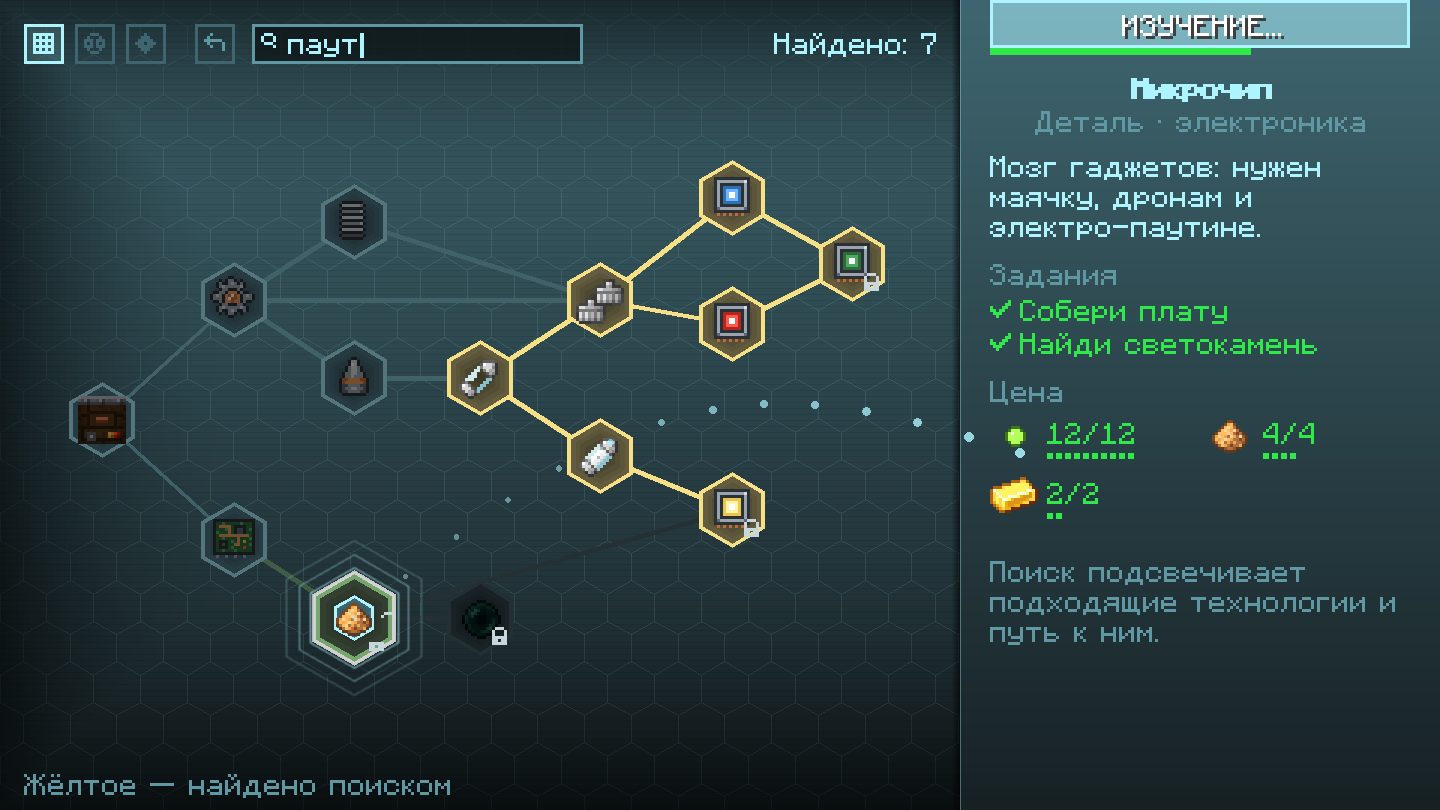 паут
Найдено: 7
ИЗУЧЕНИЕ...
Микрочип
Деталь · электроника
Мозг гаджетов: нужен
маячку, дронам и
электро-паутине.
Задания
Собери плату
Найди светокамень
Цена
12/12
4/4
2/2
Поиск подсвечивает
подходящие технологии и
путь к ним.
Жёлтое — найдено поиском